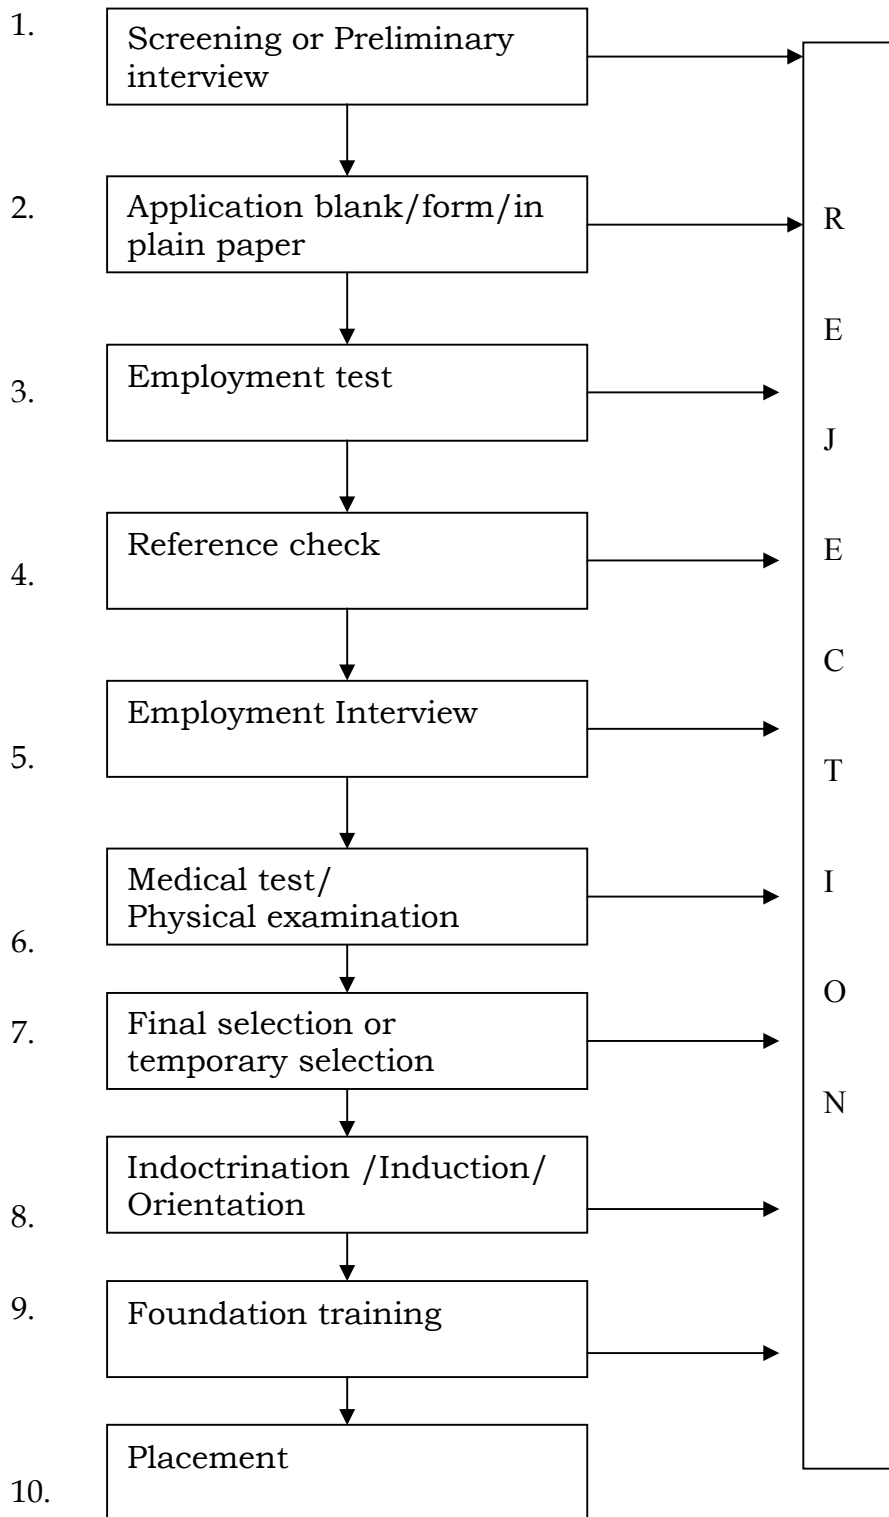 1.
Screening or Preliminary
interview
2.
Application blank/form/in
plain paper
3.
Employment test
4.
Reference check
5.
Employment Interview
6.
Medical test/
Physical examination
7.
Final selection or
temporary selection
8.
Indoctrination /Induction/
Orientation
9.
Foundation training
10.
Placement
R
E
J
E
C
T
I
O
N